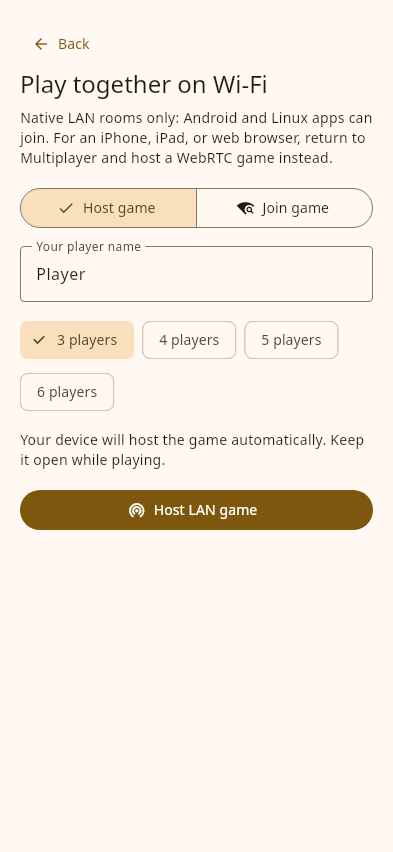 Back
Play together on Wi-Fi
Native LAN rooms only: Android and Linux apps can
join. For an iPhone, iPad, or web browser, return to
Multiplayer and host a WebRTC game instead.
Host game
Join game
Your player name
Player
3 players
4 players
5 players
6 players
Your device will host the game automatically. Keep
it open while playing.
Host LAN game